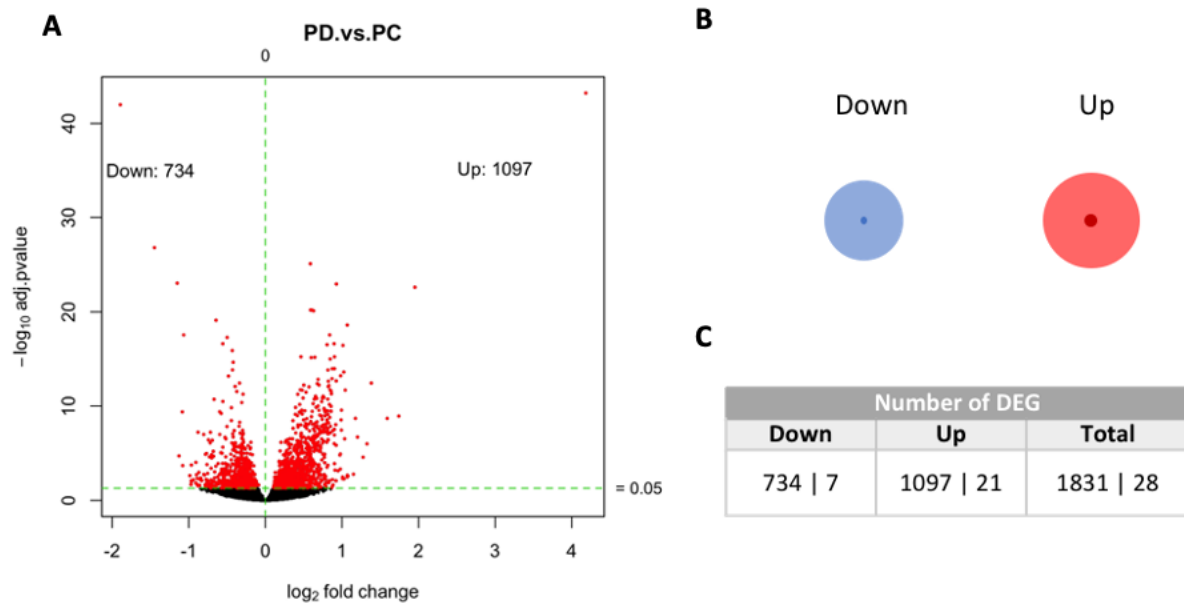 A
PD.vs.PC
0
40
30
20
10
0
−log10 adj.pvalue
Down: 734
Up: 1097
= 0.05
-2
-1
0
1
2
3
4
log2 fold change
B
Down
Up
C
Number of DEG
Down Up Total
734 | 7 1097 | 21 1831 | 28